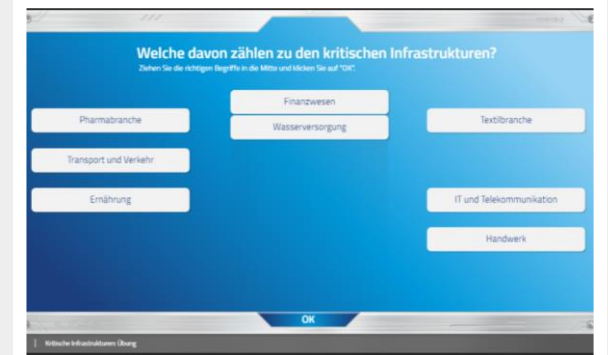 Welche davon zählen zu den kritischen Infrastrukturen?
Ziehen Sie die richtigen Begriffe in die Mitte und klicken Sie auf "OK".
Finanzwesen
Pharmabranche
Wasserversorgung
Textilbranche
Transport und Verkehr
Ernährung
IT und Telekommunikation
Handwerk
OK
Kritische Infrastrukturen: Übung